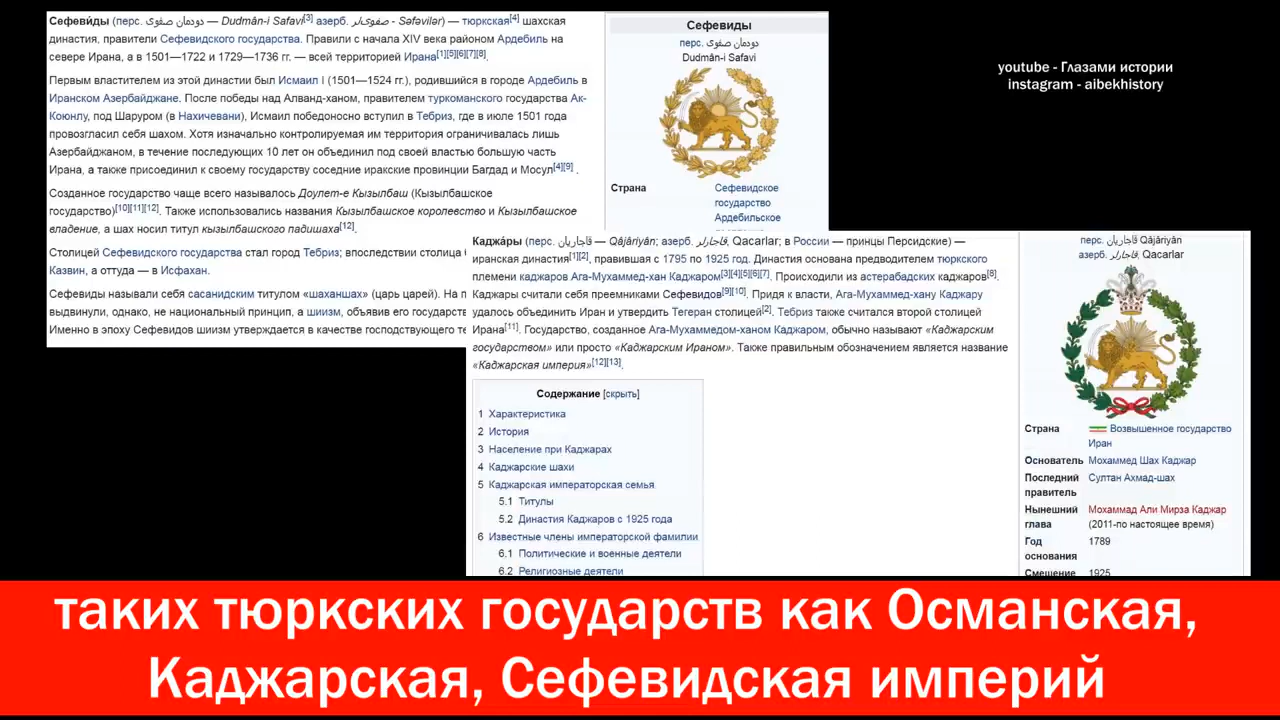 Сефеви́ды (перс. دودمان صفوی — Dudmân-i Safavi[3] азерб. صفوی‌لر - Səfəvilər) — тюркская[4] шахская
династия, правители Сефевидского государства. Правили с начала XIV века районом Ардебиль на
севере Ирана, а в 1501—1722 и 1729—1736 гг. — всей территорией Ирана[1][5][6][7][8].
Первым властителем из этой династии был Исмаил I (1501—1524 гг.), родившийся в городе Ардебиль в
Иранском Азербайджане. После победы над Алванд-ханом, правителем туркоманского государства Ак-
Коюнлу, под Шаруром (в Нахичевани), Исмаил победоносно вступил в Тебриз, где в июле 1501 года
провозгласил себя шахом. Хотя изначально контролируемая им территория ограничивалась лишь
Азербайджаном, в течение последующих 10 лет он объединил под своей властью большую часть
Ирана, а также присоединил к своему государству соседние иракские провинции Багдад и Мосул[4][9] .
Созданное государство чаще всего называлось Доулет-е Кызылбаш (Кызылбашское
государство)[10][11][12]. Также использовались названия Кызылбашское королевство и Кызылбашское
владение, а шах носил титул кызылбашского падишаха[12].
Столицей Сефевидского государства стал город Тебриз; впоследствии столица
Казвин, а оттуда — в Исфахан.
Сефевиды называли себя сасанидским титулом «шаханшах» (царь царей). На п
выдвинули, однако, не национальный принцип, а шиизм, объявив его государств
Именно в эпоху Сефевидов шиизм утверждается в качестве господствующего те
Сефевиды
перс. دودمان صفوی
Dudmân-i Safavi
Страна
Сефевидское
государство
Ардебильское
youtube - Глазами истории
instagram - aibekhistory
Каджа́ры (перс. قاجاریان — Qâjâriyân; азерб. قاجارلر, Qacarlar; в России — принцы Персидские) —
иранская династия[1][2], правившая с 1795 по 1925 год. Династия основана предводителем тюркского
племени каджаров Ага-Мухаммед-хан Каджаром[3][4][5][6][7]. Происходили из астерабадских каджаров[8].
Каджары считали себя преемниками Сефевидов[9][10]. Придя к власти, Ага-Мухаммед-хану Каджару
удалось объединить Иран и утвердить Тегеран столицей[2]. Тебриз также считался второй столицей
Ирана[11]. Государство, созданное Ага-Мухаммедом-ханом Каджаром, обычно называют «Каджарским
государством» или просто «Каджарским Ираном». Также правильным обозначением является название
«Каджарская империя»[12][13].
Содержание [скрыть]
1 Характеристика
2 История
3 Население при Каджарах
4 Каджарские шахи
5 Каджарская императорская семья
5.1 Титулы
5.2 Династия Каджаров с 1925 года
6 Известные члены императорской фамилии
6.1 Политические и военные деятели
6.2 Религиозные деятели
перс. قاجاریان Qâjâriyân
азерб. قاجارلر, Qacarlar
Страна Возвышенное государство
Иран
Основатель Мохаммед Шах Каджар
Последний Султан Ахмад-шах
правитель
Нынешний Мохаммад Али Мирза Каджар
глава (2011-по настоящее время)
Год 1789
основания
Смещение 1925
таких тюркских государств как Османская,
Каджарская, Сефевидская империй